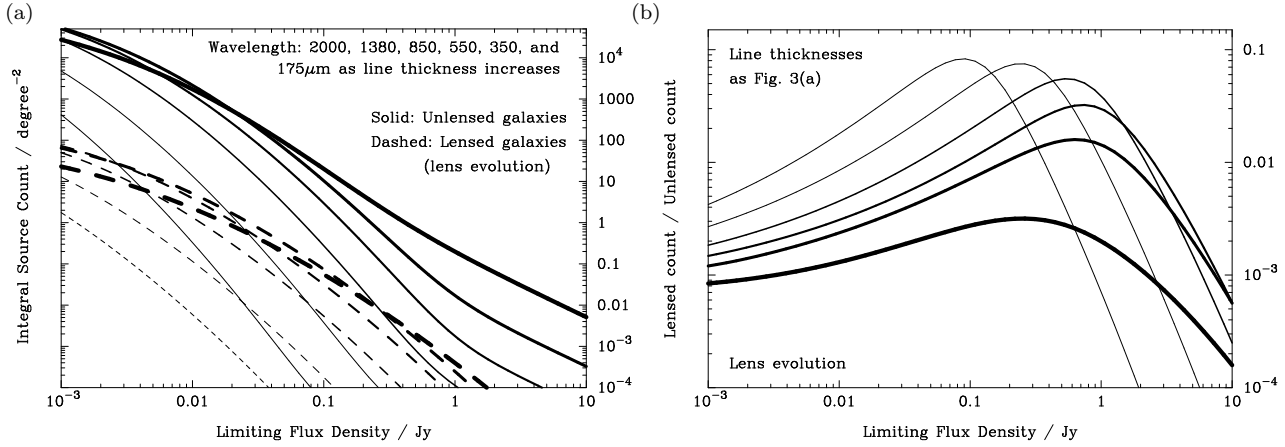 (a)
Wavelength: 2000, 1380, 850, 550, 350, and
175μm as line thickness increases
Solid: Unlensed galaxies
Dashed: Lensed galaxies
(lens evolution)
Integral Source Count / degree⁻²
10⁴
1000
100
10
1
0.1
0.01
10⁻³
10⁻⁴
10⁻³ 0.01 0.1 1 10
Limiting Flux Density / Jy
(b)
Line thicknesses
as Fig. 3(a)
Lens evolution
Lensed count / Unlensed count
0.1
0.01
10⁻³
10⁻⁴
10⁻³ 0.01 0.1 1 10
Limiting Flux Density / Jy